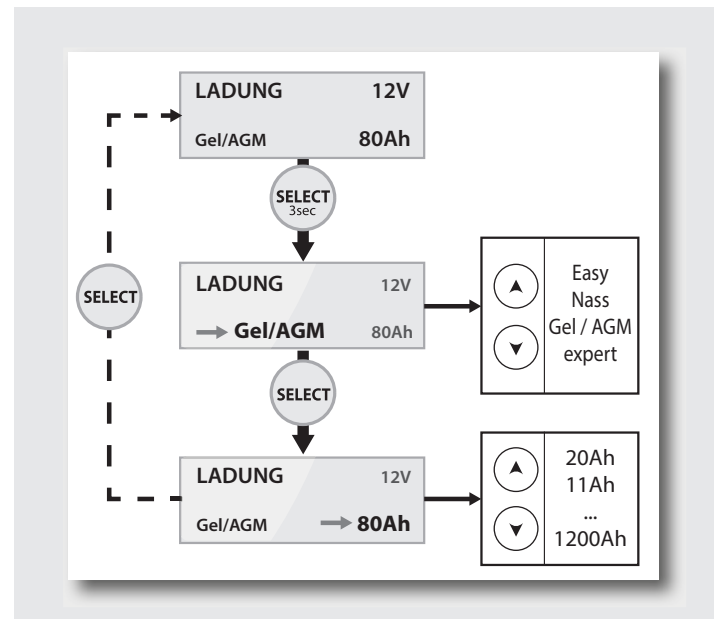 LADUNG 12V
Gel/AGM 80Ah
SELECT
3sec
LADUNG 12V
Gel/AGM 80Ah
Easy
Nass
Gel / AGM
expert
SELECT
SELECT
LADUNG 12V
Gel/AGM 80Ah
20Ah
11Ah
...
1200Ah